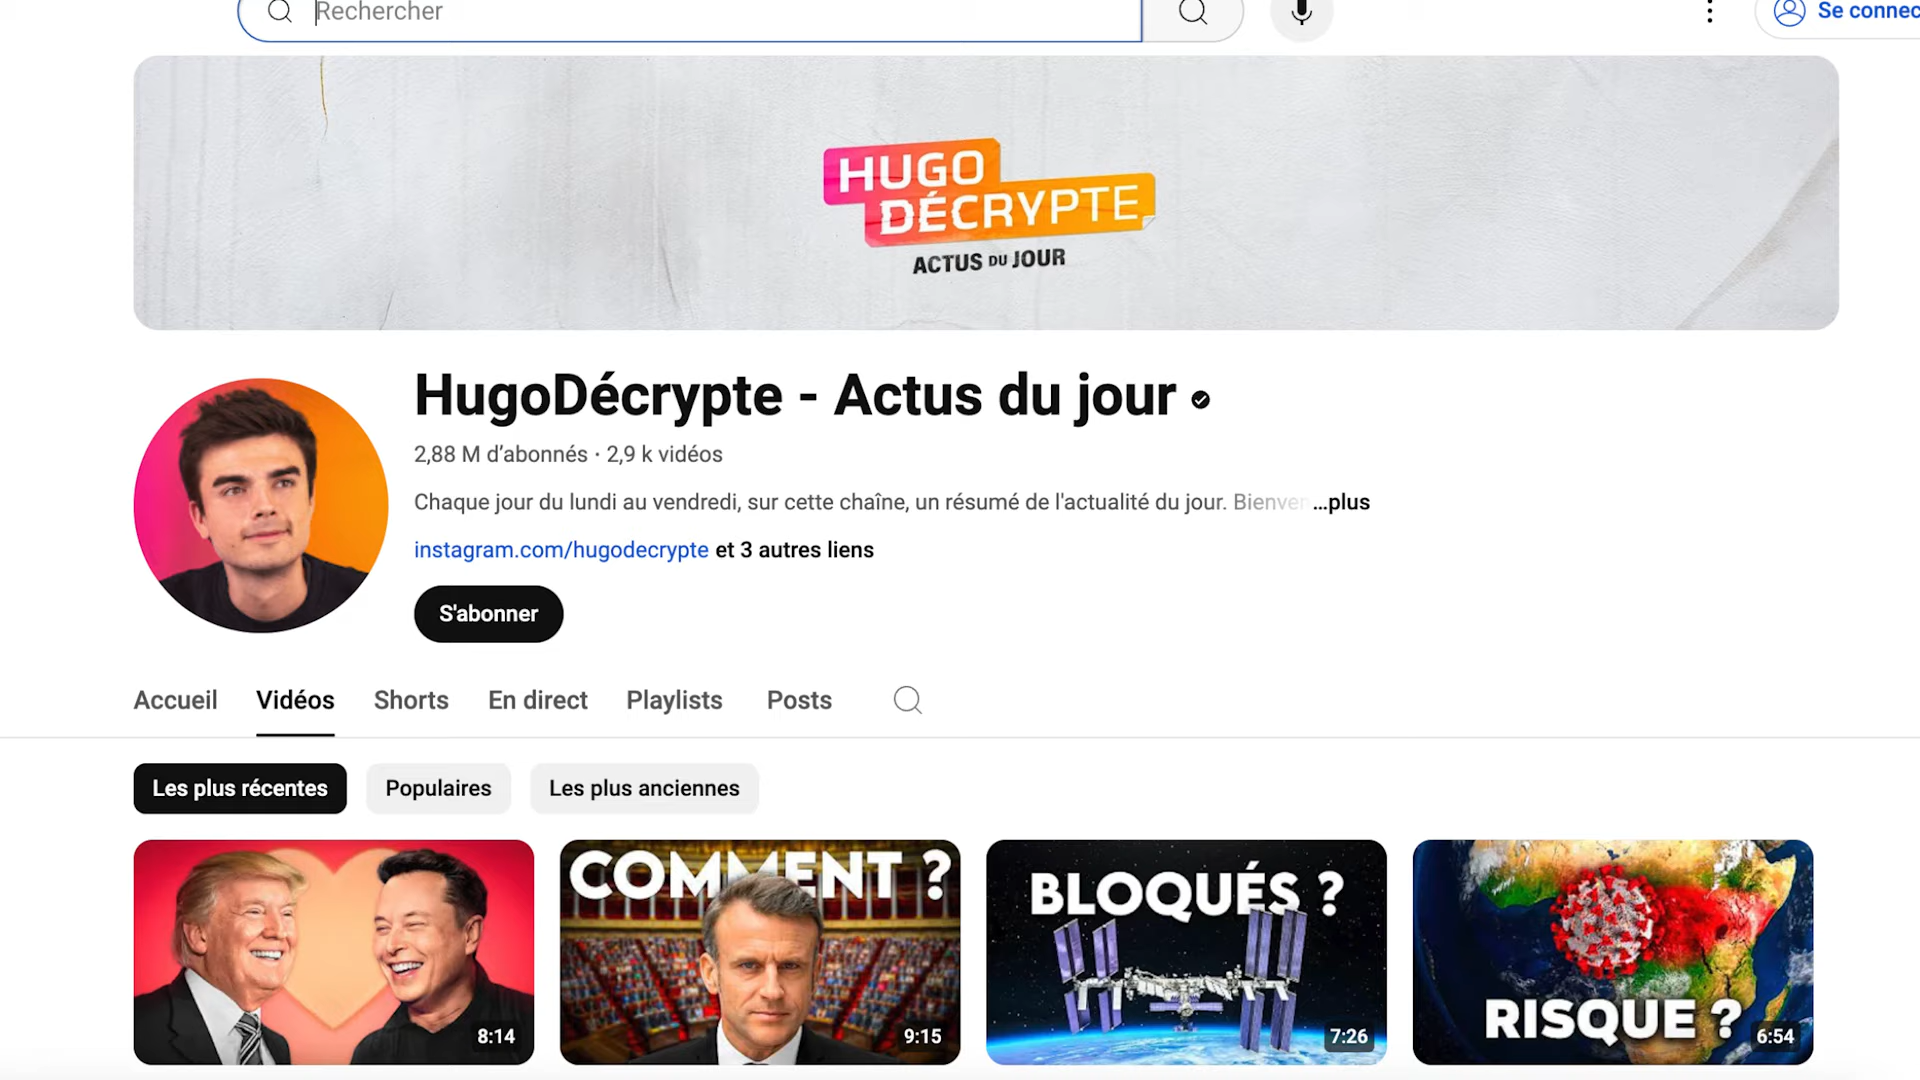 Rechercher
Se connec
HUGO
DÉCRYPTE
ACTUS DU JOUR
HugoDécrypte - Actus du jour
2,88 M d’abonnés • 2,9 k vidéos
Chaque jour du lundi au vendredi, sur cette chaîne, un résumé de l'actualité du jour. Bienven ...plus
instagram.com/hugodecrypte et 3 autres liens
S'abonner
Accueil Vidéos Shorts En direct Playlists Posts
Les plus récentes Populaires Les plus anciennes
8:14
COMMENT ?
9:15
BLOQUÉS ?
7:26
RISQUE ?
6:54